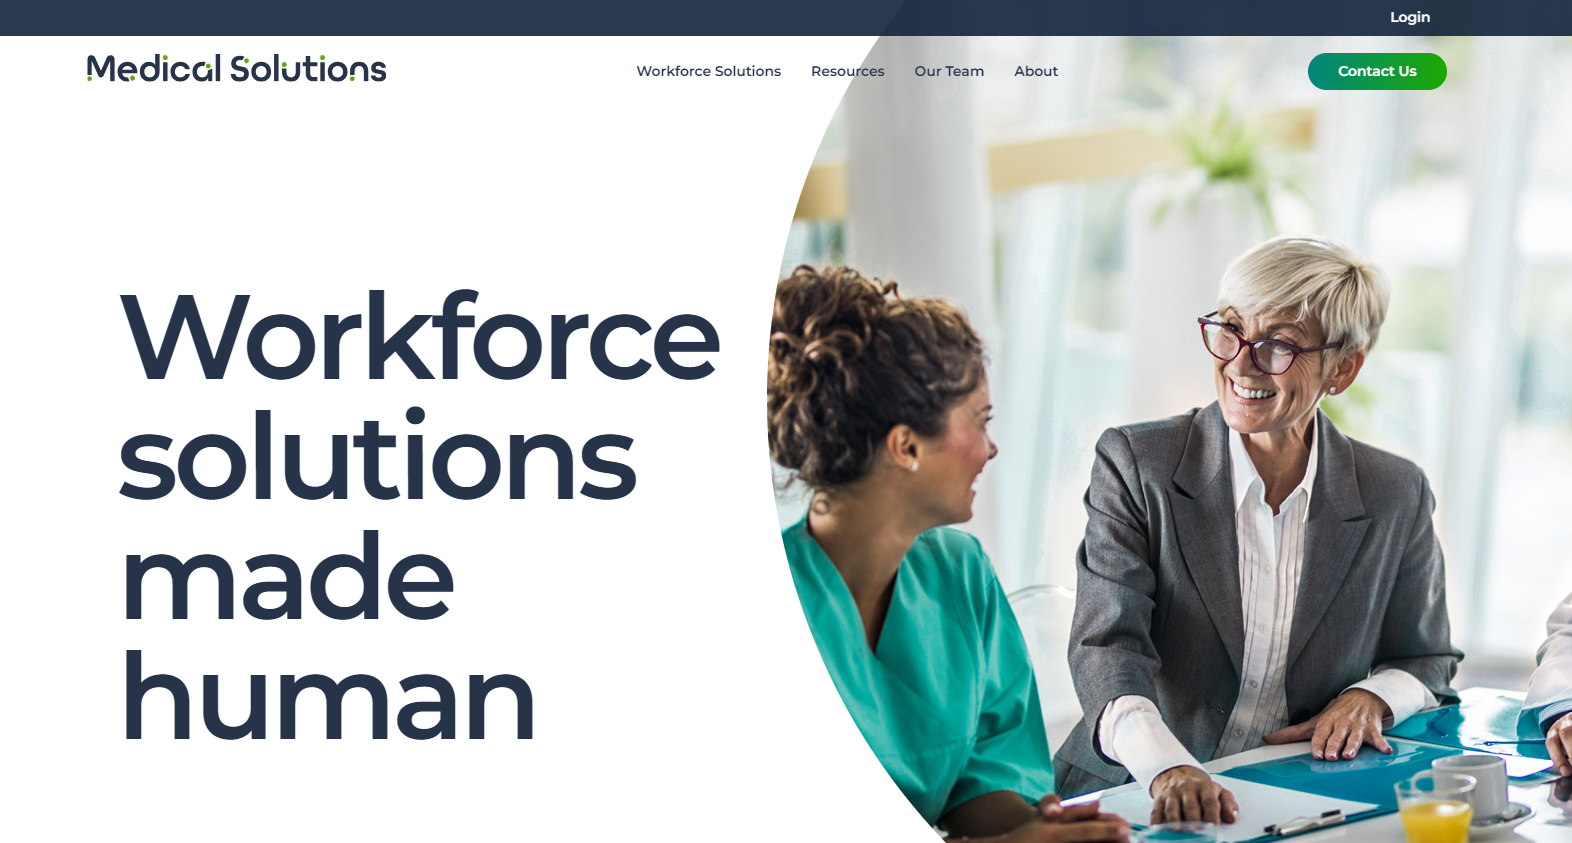 Login
Medical Solutions
Workforce Solutions
Resources
Our Team
About
Contact Us
Workforce
solutions
made
human